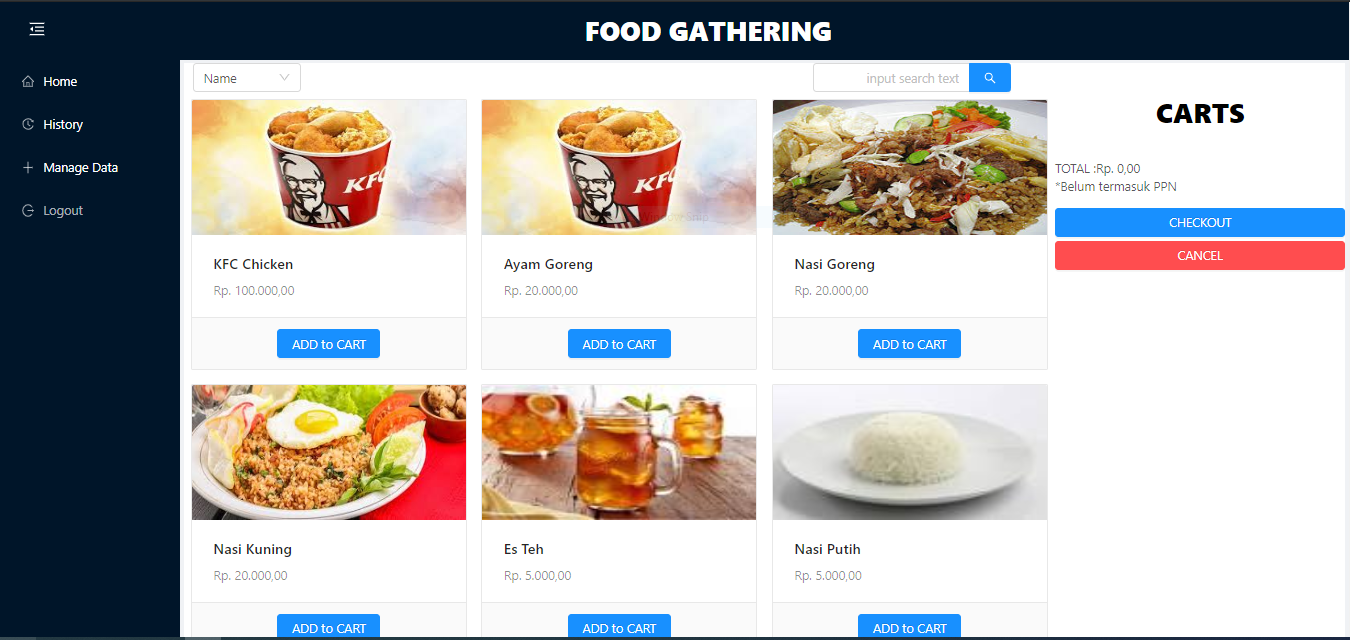 FOOD GATHERING
Home
History
Manage Data
Logout
Name
input search text
KFC
KFC
KFC Chicken
Rp. 100.000,00
ADD to CART
Ayam Goreng
Rp. 20.000,00
ADD to CART
Nasi Goreng
Rp. 20.000,00
ADD to CART
Nasi Kuning
Rp. 20.000,00
ADD to CART
Es Teh
Rp. 5.000,00
ADD to CART
Nasi Putih
Rp. 5.000,00
ADD to CART
CARTS
TOTAL :Rp. 0,00
*Belum termasuk PPN
CHECKOUT
CANCEL